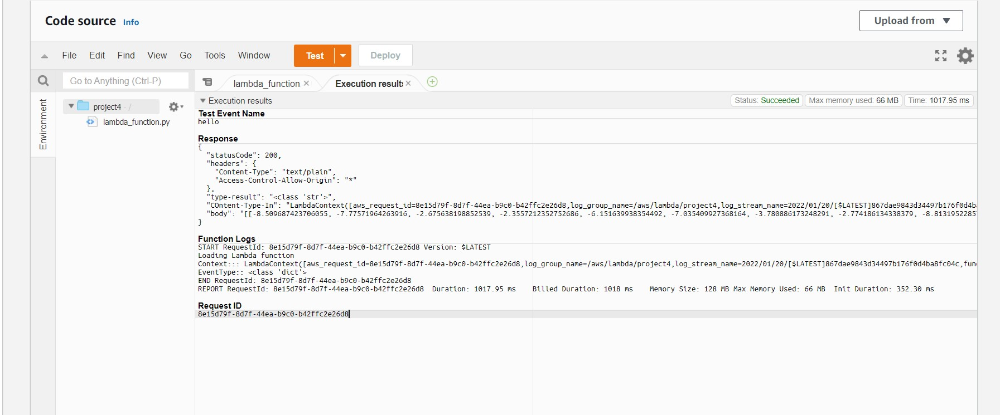 Code source Info
Upload from
File Edit Find View Go Tools Window Test Deploy
Go to Anything (Ctrl-P)
lambda_function
Execution results
Environment
project4 - /
lambda_function.py
Execution results
Status: Succeeded Max memory used: 66 MB Time: 1017.95 ms
Test Event Name
hello
Response
{
"statusCode": 200,
"headers": {
"Content-Type": "text/plain",
"Access-Control-Allow-Origin": "*"
},
"type-result": "<class 'str'>",
"COntent-Type-In": "LambdaContext([aws_request_id=8e15d79f-8d7f-44ea-b9c0-b42ffc2e26d8,log_group_name=/aws/lambda/project4,log_stream_name=2022/01/20/[$LATEST]867dae9843d34497b176f0d4ba
"body": "[[-8.509687423706055, -7.77571964263916, -2.675638198852539, -2.3557212352752686, -6.151639938354492, -7.035409927368164, -3.780886173248291, -2.774186134338379, -8.813195228
}
Function Logs
START RequestId: 8e15d79f-8d7f-44ea-b9c0-b42ffc2e26d8 Version: $LATEST
Loading Lambda function
Context::: LambdaContext([aws_request_id=8e15d79f-8d7f-44ea-b9c0-b42ffc2e26d8,log_group_name=/aws/lambda/project4,log_stream_name=2022/01/20/[$LATEST]867dae9843d34497b176f0d4ba8fc04c,func
EventType:: <class 'dict'>
END RequestId: 8e15d79f-8d7f-44ea-b9c0-b42ffc2e26d8
REPORT RequestId: 8e15d79f-8d7f-44ea-b9c0-b42ffc2e26d8 Duration: 1017.95 ms Billed Duration: 1018 ms Memory Size: 128 MB Max Memory Used: 66 MB Init Duration: 352.30 ms
Request ID
8e15d79f-8d7f-44ea-b9c0-b42ffc2e26d8